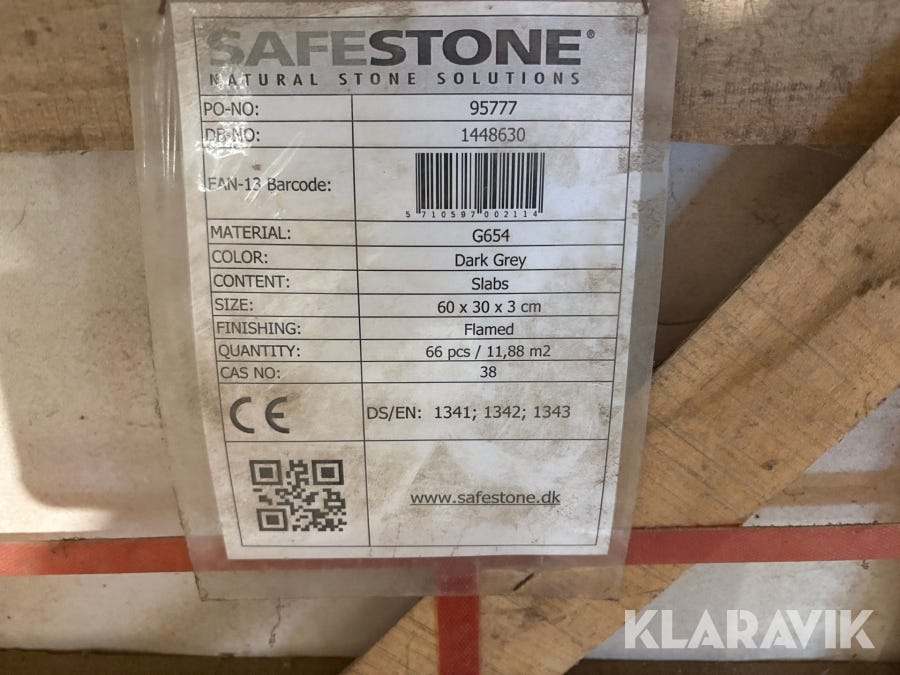 SAFESTONE®
NATURAL STONE SOLUTIONS
PO-NO: 95777
DB-NO: 1448630
EAN-13 Barcode:
5 710597 002114
MATERIAL: G654
COLOR: Dark Grey
CONTENT: Slabs
SIZE: 60 x 30 x 3 cm
FINISHING: Flamed
QUANTITY: 66 pcs / 11,88 m2
CAS NO: 38
CE DS/EN: 1341; 1342; 1343
www.safestone.dk
KLARAVIK